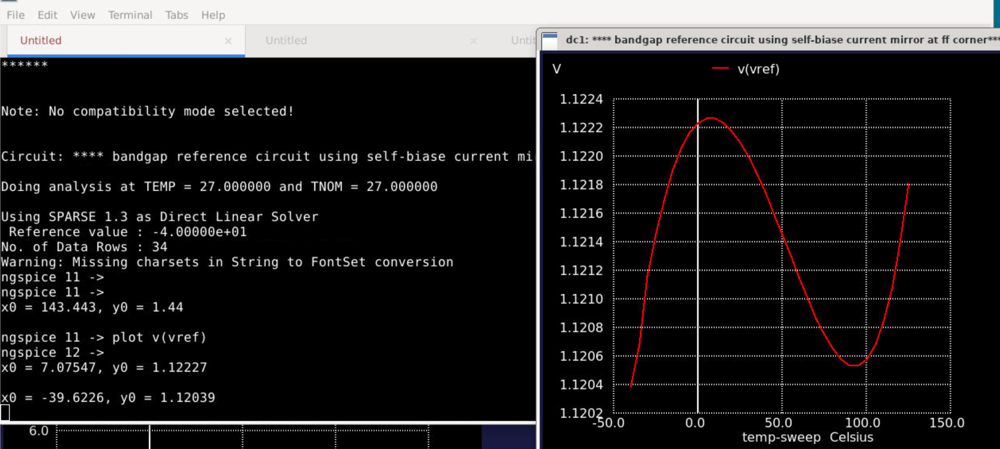 File Edit View Terminal Tabs Help
Untitled × Untitled ×
******
Note: No compatibility mode selected!
Circuit: **** bandgap reference circuit using self-biase current
Doing analysis at TEMP = 27.000000 and TNOM = 27.000000
Using SPARSE 1.3 as Direct Linear Solver
Reference value : -4.00000e+01
No. of Data Rows : 34
Warning: Missing charsets in String to FontSet conversion
ngspice 11 ->
ngspice 11 ->
x0 = 143.443, y0 = 1.44
ngspice 11 -> plot v(vref)
ngspice 12 ->
x0 = 7.07547, y0 = 1.12227
x0 = -39.6226, y0 = 1.12039
6.0
dc1: **** bandgap reference circuit using self-biase current mirror at ff corner***
V
v(vref)
1.1224
1.1222
1.1220
1.1218
1.1216
1.1214
1.1212
1.1210
1.1208
1.1206
1.1204
1.1202
-50.0 0.0 50.0 100.0 150.0
temp-sweep Celsius